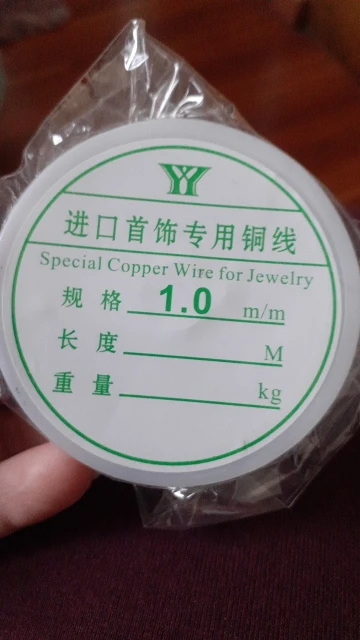 进口首饰专用铜线
Special Copper Wire for Jewelry
规 格 1.0 m/m
长 度 M
重 量 kg